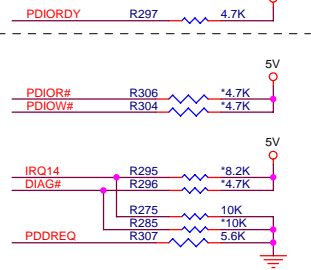 PDIORDY R297 4.7K
5V
PDIOR# R306 *4.7K
PDIOW# R304 *4.7K
5V
IRQ14 R295 *8.2K
DIAG# R296 *4.7K
R275 10K
R285 *10K
PDDREQ R307 5.6K